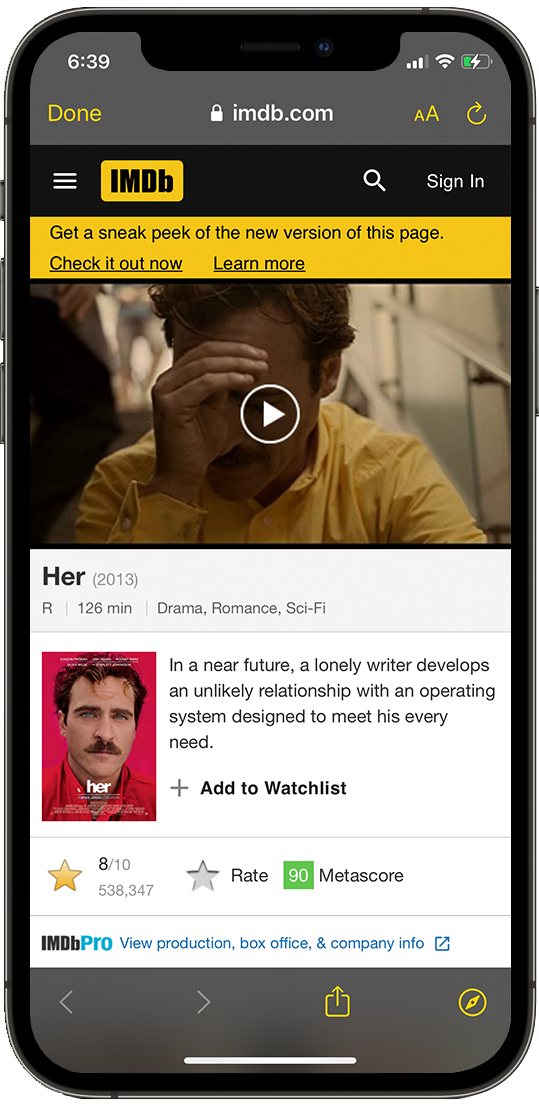 6:39
Done
imdb.com
AA
IMDb
Sign In
Get a sneak peek of the new version of this page.
Check it out now Learn more
Her (2013)
R 126 min Drama, Romance, Sci-Fi
In a near future, a lonely writer develops
an unlikely relationship with an operating
system designed to meet his every
need.
her
Add to Watchlist
8/10
538,347
Rate
90 Metascore
IMDbPro View production, box office, & company info